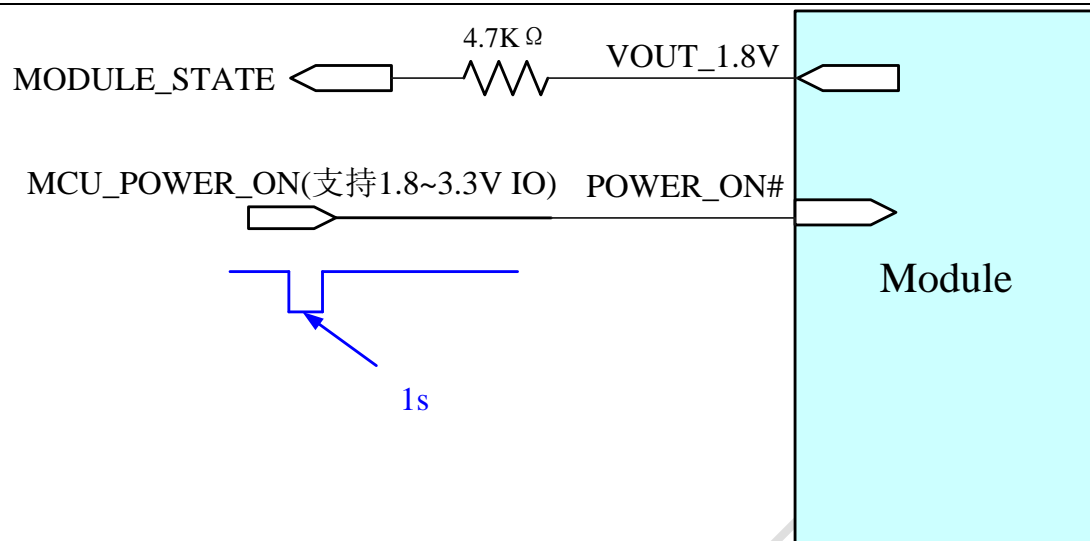 4.7KΩ
MODULE_STATE
VOUT_1.8V
MCU_POWER_ON(支持1.8~3.3V IO)
POWER_ON#
Module
1s